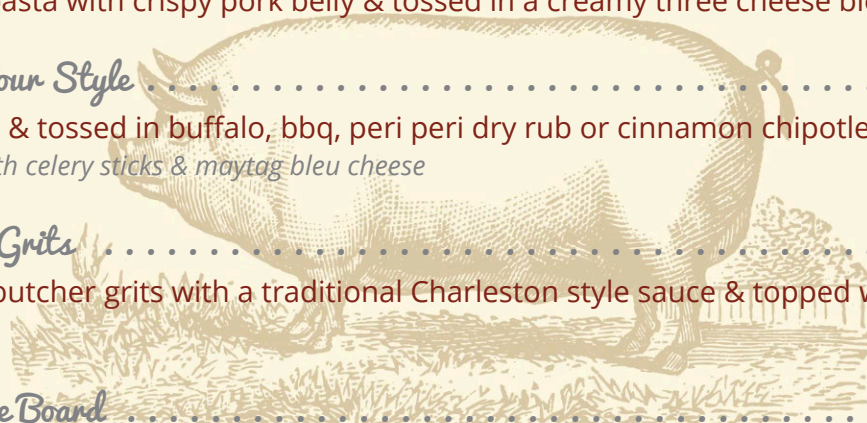 pasta with crispy pork belly & tossed in a creamy three cheese
our Style . . . . . . . . . . . . . . . . . . . . . . . . . .
& tossed in buffalo, bbq, peri peri dry rub or cinnamon chipotle
th celery sticks & maytag bleu cheese
Grits . . . . . . . . . . . . . . . . . . . . . . . . . . . .
butcher grits with a traditional Charleston style sauce & topped
e Board . . . . . . . . . . . . . . . . . . . . . . . . . . .